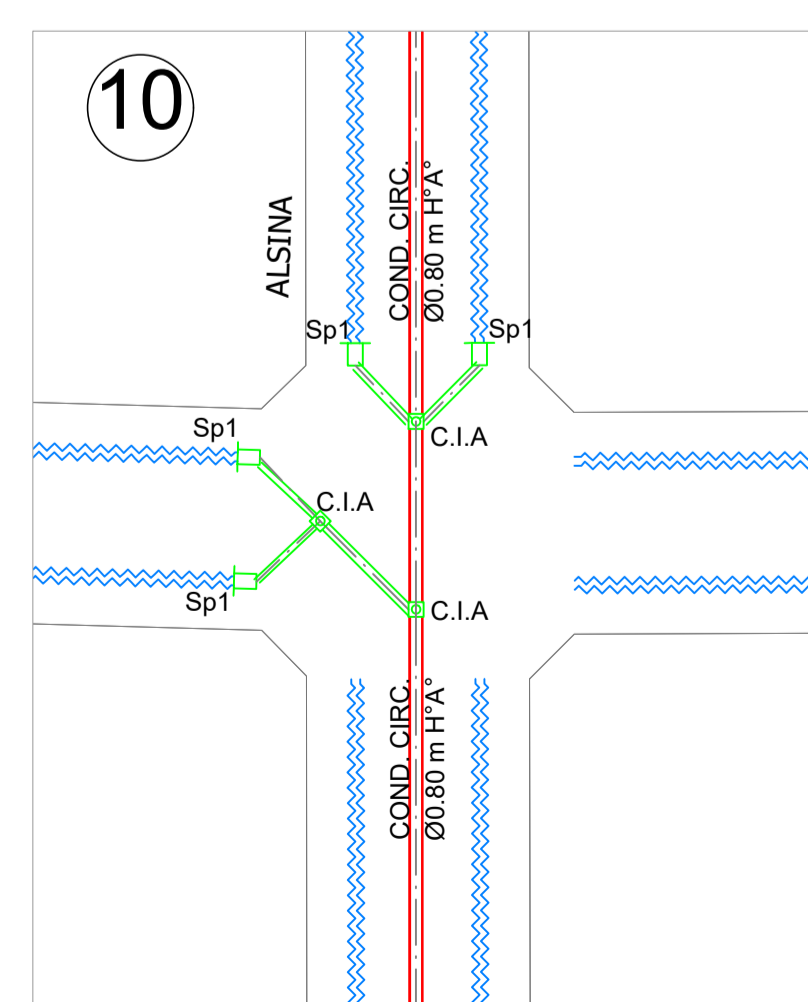 10
ALSINA
COND. CIRC.
Ø0.80 m H°A°
Sp1
Sp1
C.I.A
Sp1
C.I.A
Sp1
C.I.A
COND. CIRC.
Ø0.80 m H°A°